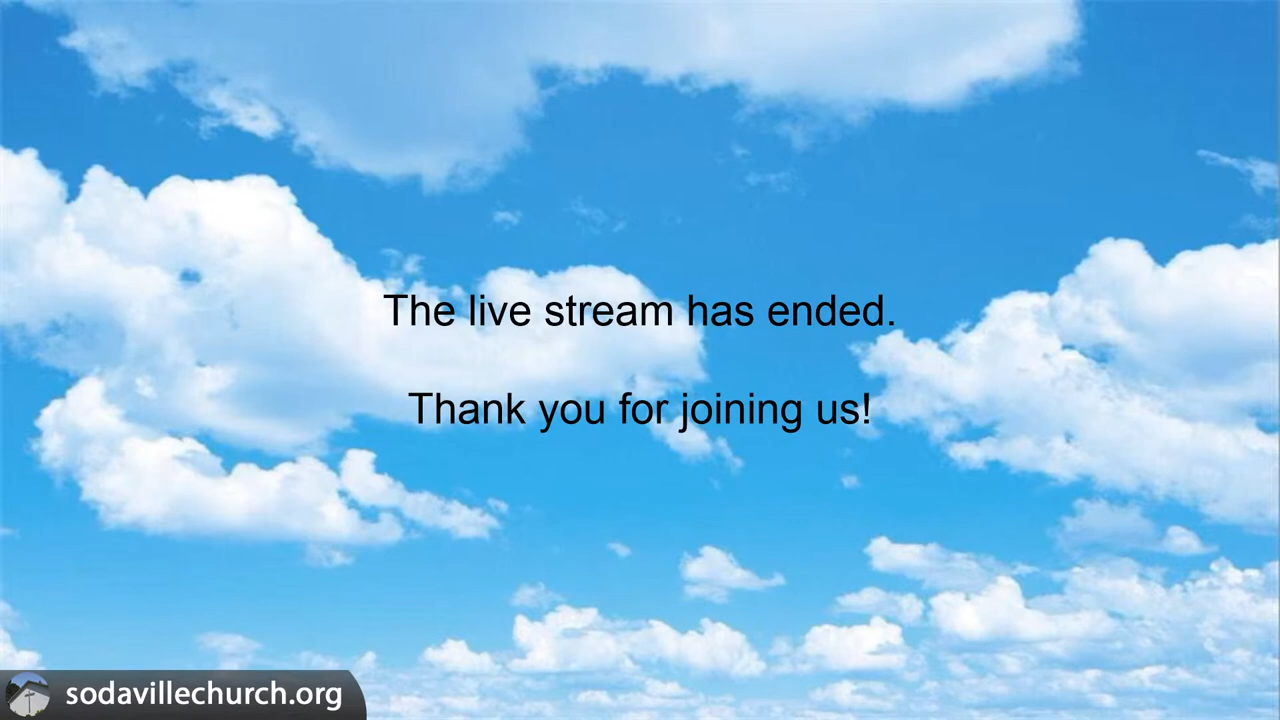 The live stream has ended.
Thank you for joining us!
sodavillechurch.org